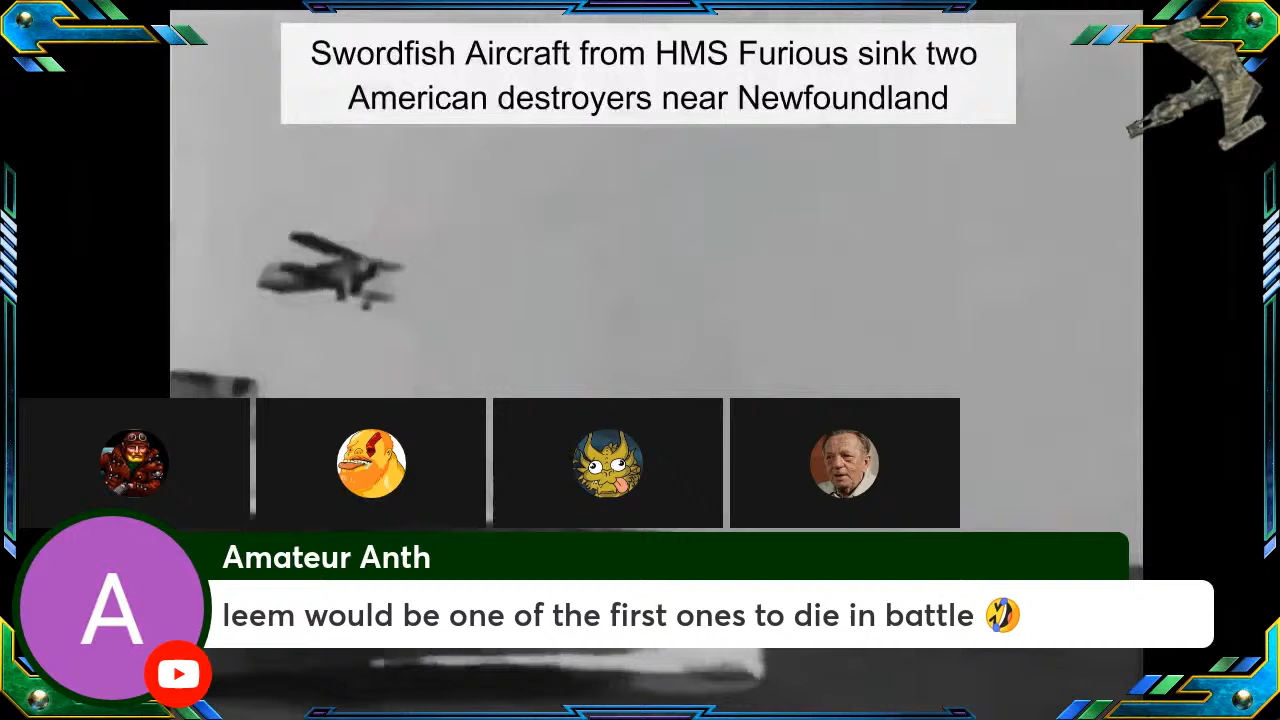 Swordfish Aircraft from HMS Furious sink two
American destroyers near Newfoundland
Amateur Anth
A
leem would be one of the first ones to die in battle 🤣